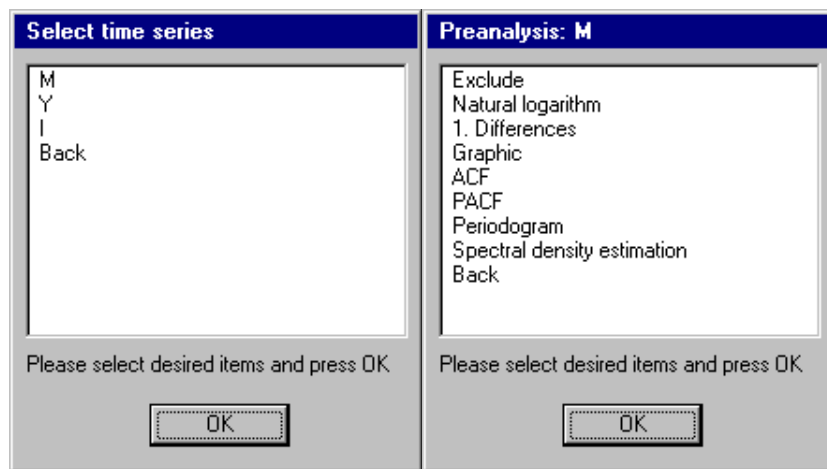 Select time series
M
Y
I
Back
Please select desired items and press OK
OK
Preanalysis: M
Exclude
Natural logarithm
1. Differences
Graphic
ACF
PACF
Periodogram
Spectral density estimation
Back
Please select desired items and press OK
OK